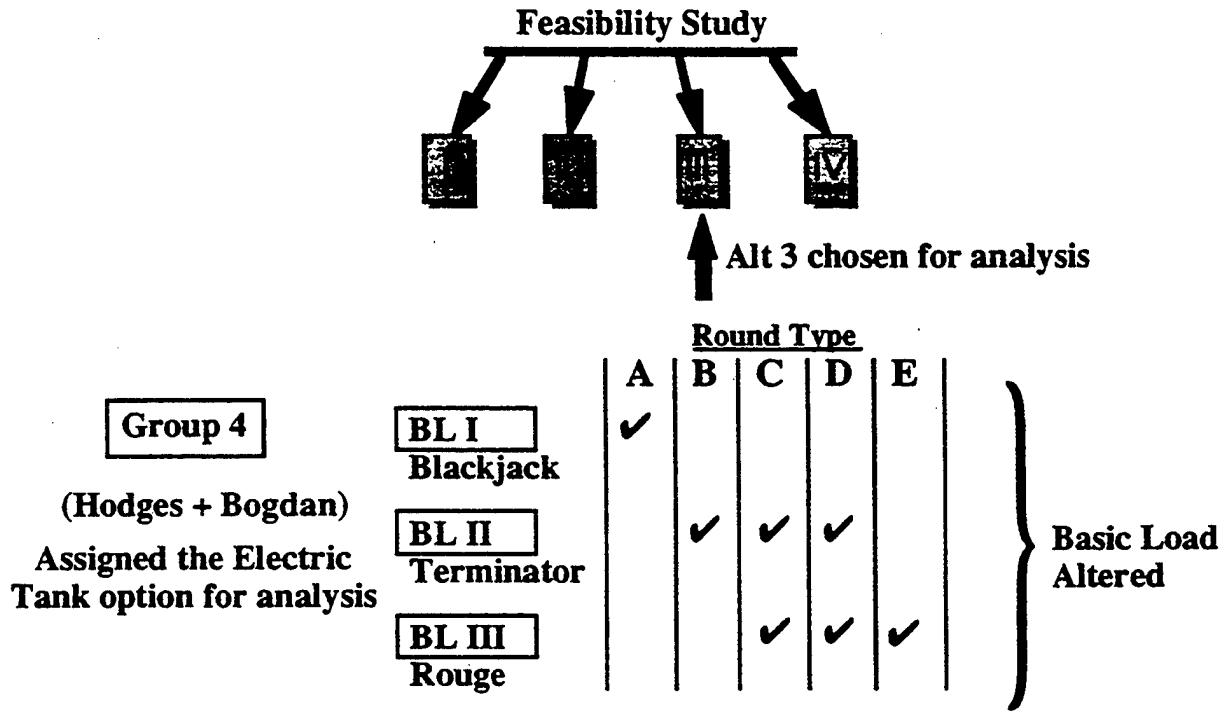 Feasibility Study
III
IV
Alt 3 chosen for analysis
Round Type
A B C D E
Group 4
(Hodges + Bogdan)
Assigned the Electric
Tank option for analysis
BL I
Blackjack
BL II
Terminator
BL III
Rouge
Basic Load
Altered